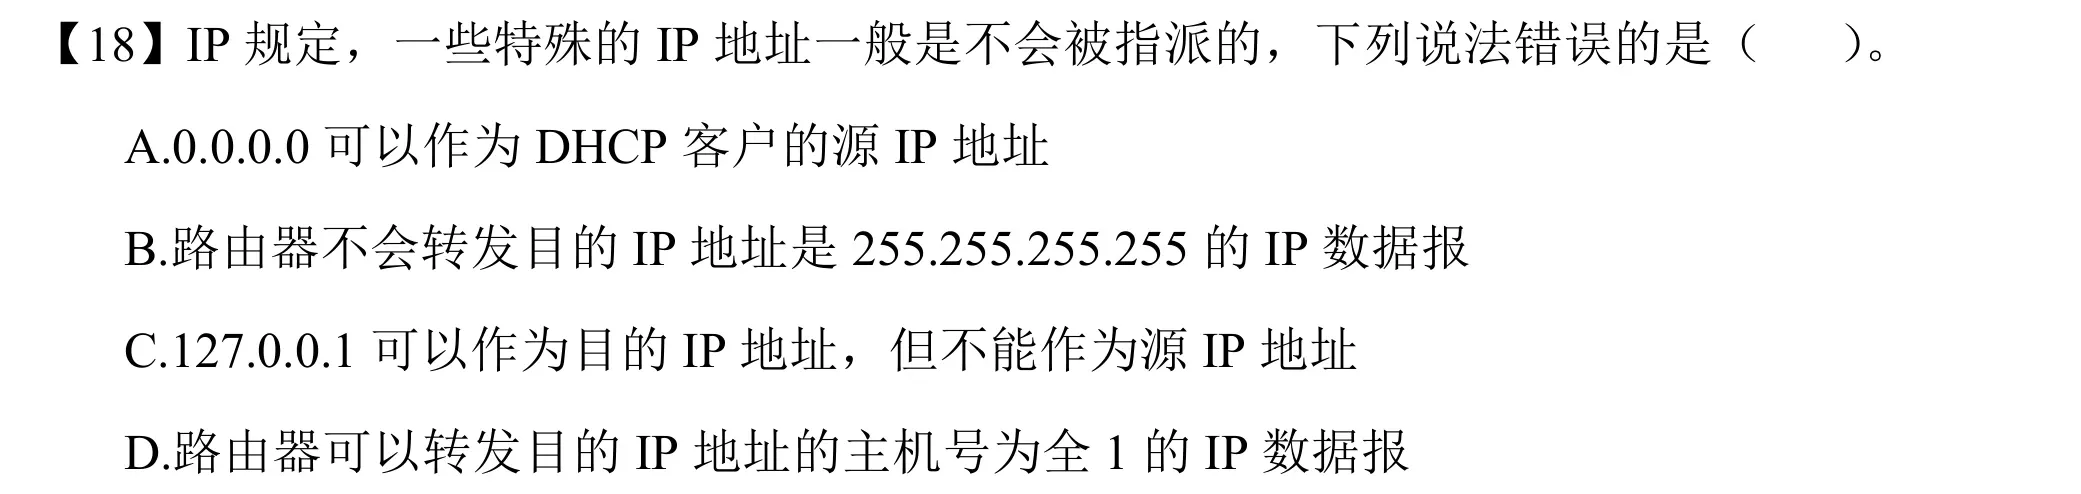 【18】IP 规定，一些特殊的 IP 地址一般是不会被指派的，下列说法错误的是（　　）。
A.0.0.0.0 可以作为 DHCP 客户的源 IP 地址
B.路由器不会转发目的 IP 地址是 255.255.255.255 的 IP 数据报
C.127.0.0.1 可以作为目的 IP 地址，但不能作为源 IP 地址
D.路由器可以转发目的 IP 地址的主机号为全 1 的 IP 数据报